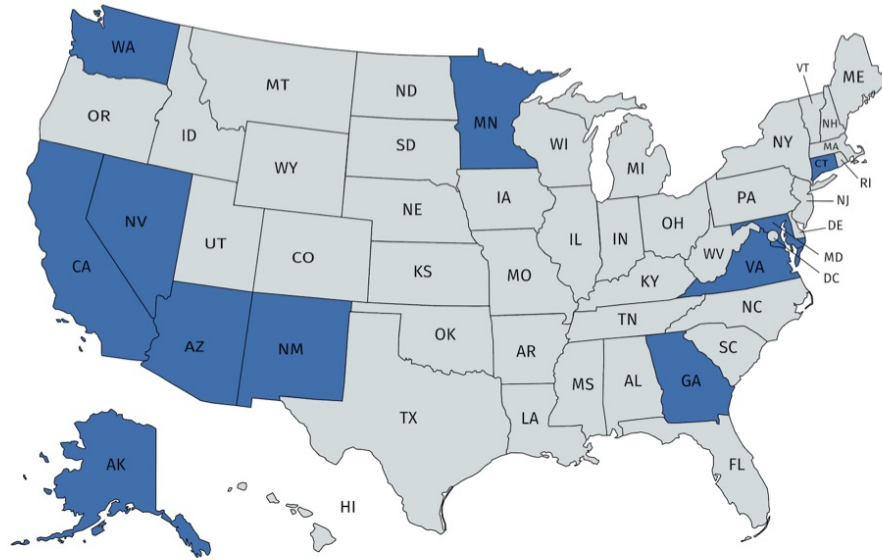 WA
MT
ND
MN
VT
ME
OR
ID
SD
WI
NY
NH
MA
WY
MI
CT
RI
IA
PA
NJ
NE
NV
UT
IL
IN
OH
DE
CA
CO
KS
MO
WV
VA
MD
DC
KY
NC
TN
AZ
NM
OK
AR
SC
MS
AL
GA
TX
LA
AK
FL
HI